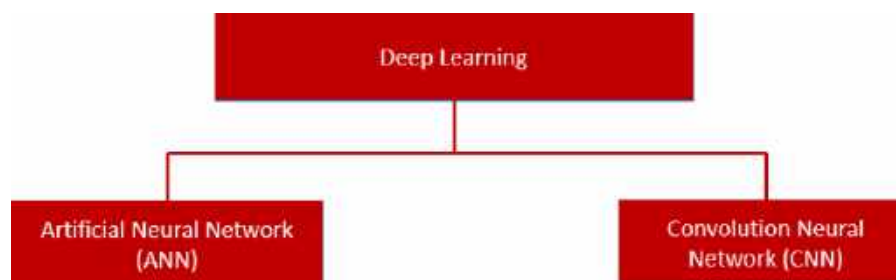 Deep Learning
Artificial Neural Network
(ANN)
Convolution Neural
Network (CNN)